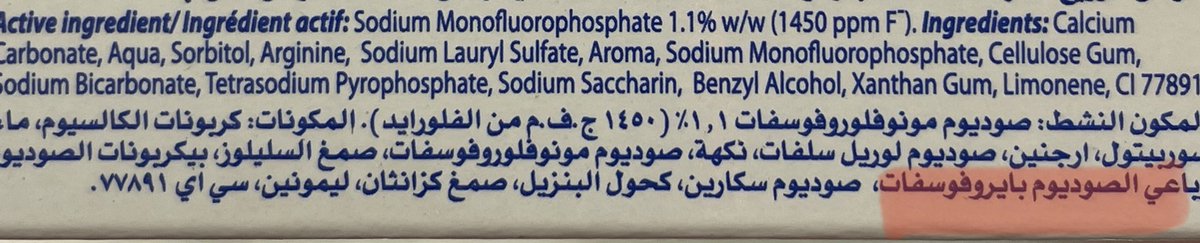 Active ingredient/ Ingrédient actif: Sodium Monofluorophosphate 1.1% w/w (1450 ppm F⁻). Ingredients: Calcium
Carbonate, Aqua, Sorbitol, Arginine, Sodium Lauryl Sulfate, Aroma, Sodium Monofluorophosphate, Cellulose Gum,
Sodium Bicarbonate, Tetrasodium Pyrophosphate, Sodium Saccharin, Benzyl Alcohol, Xanthan Gum, Limonene, CI 77891
المكون النشط: صوديوم مونوفلوروفوسفات ١,١٪ (١٤٥٠ ج.ف.م من الفلورايد). المكونات: كربونات الكالسيوم، ماء،
سوربيتول، ارجنين، صوديوم لوريل سلفات، نكهة، صوديوم مونوفلوروفوسفات، صمغ السليلوز، بيكربونات الصوديوم
رباعي الصوديوم بايروفوسفات، صوديوم سكارين، كحول البنزيل، صمغ كزانثان، ليمونين، سي آي ٧٧٨٩١.